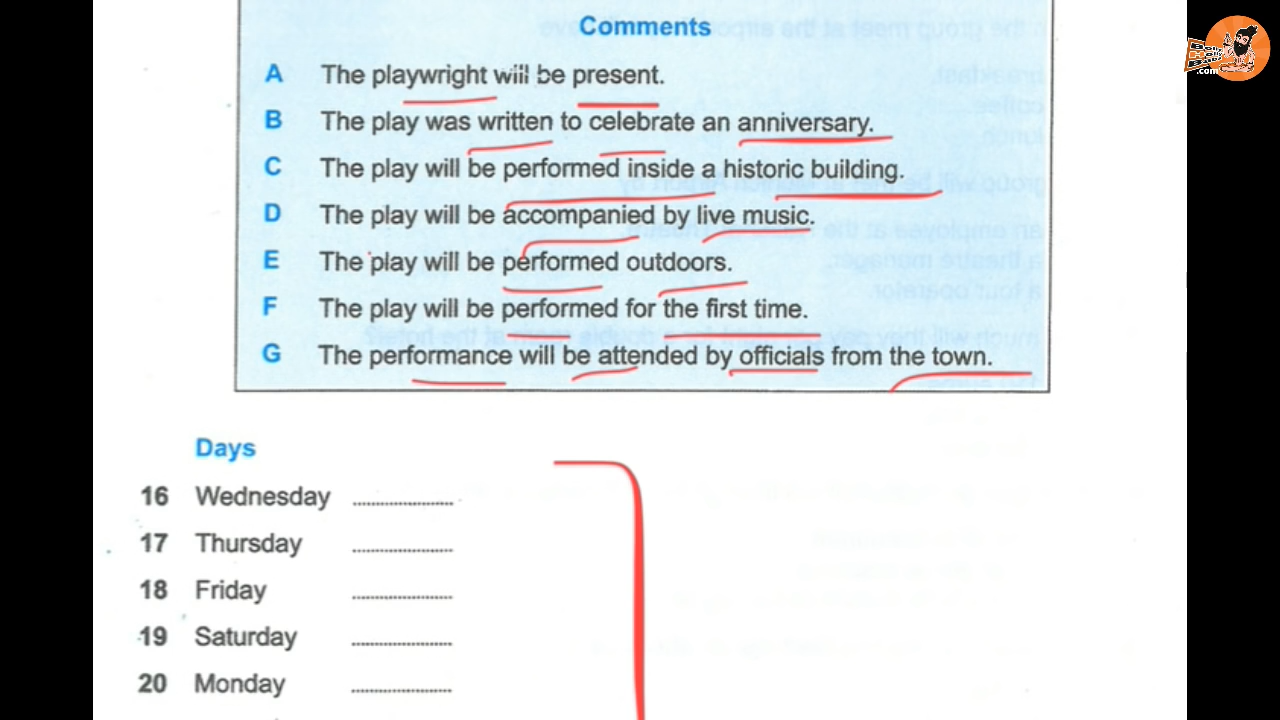 Comments
A The playwright will be present.
B The play was written to celebrate an anniversary.
C The play will be performed inside a historic building.
D The play will be accompanied by live music.
E The play will be performed outdoors.
F The play will be performed for the first time.
G The performance will be attended by officials from the town.
Days
16 Wednesday ....................
17 Thursday ....................
18 Friday ....................
19 Saturday ....................
20 Monday ....................
.com